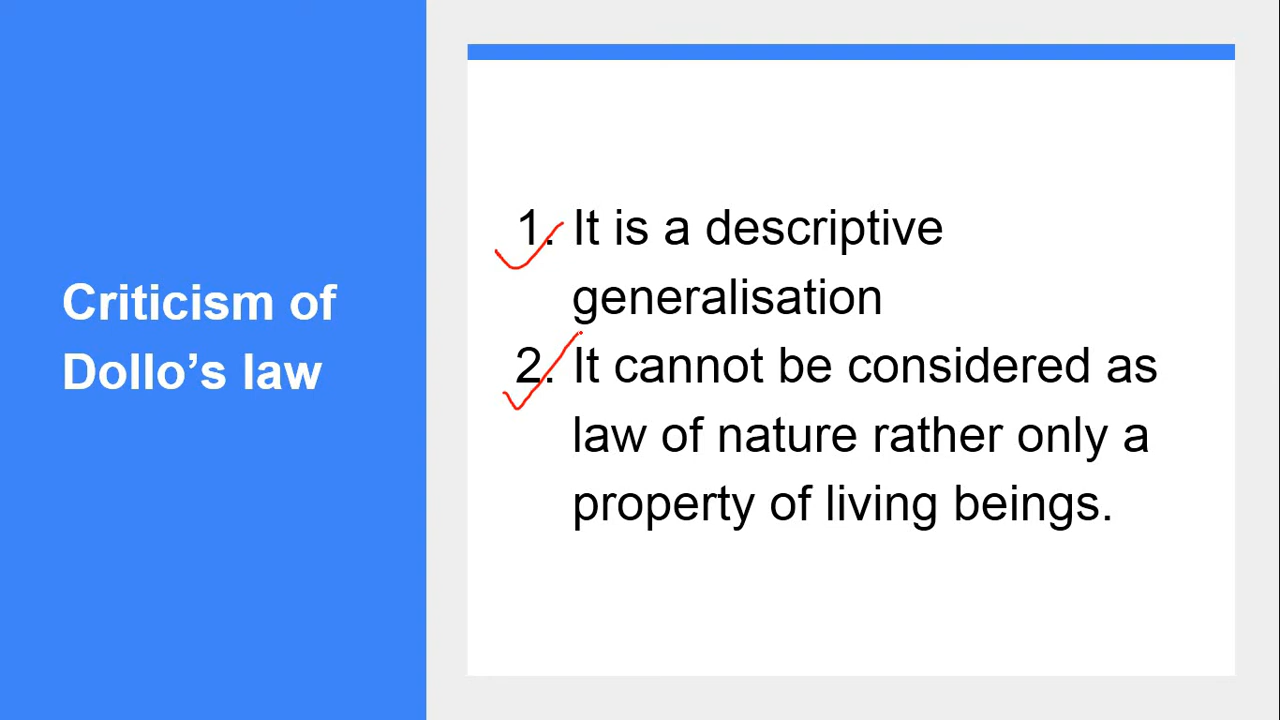 Criticism of
Dollo’s law
1. It is a descriptive
generalisation
2. It cannot be considered as
law of nature rather only a
property of living beings.